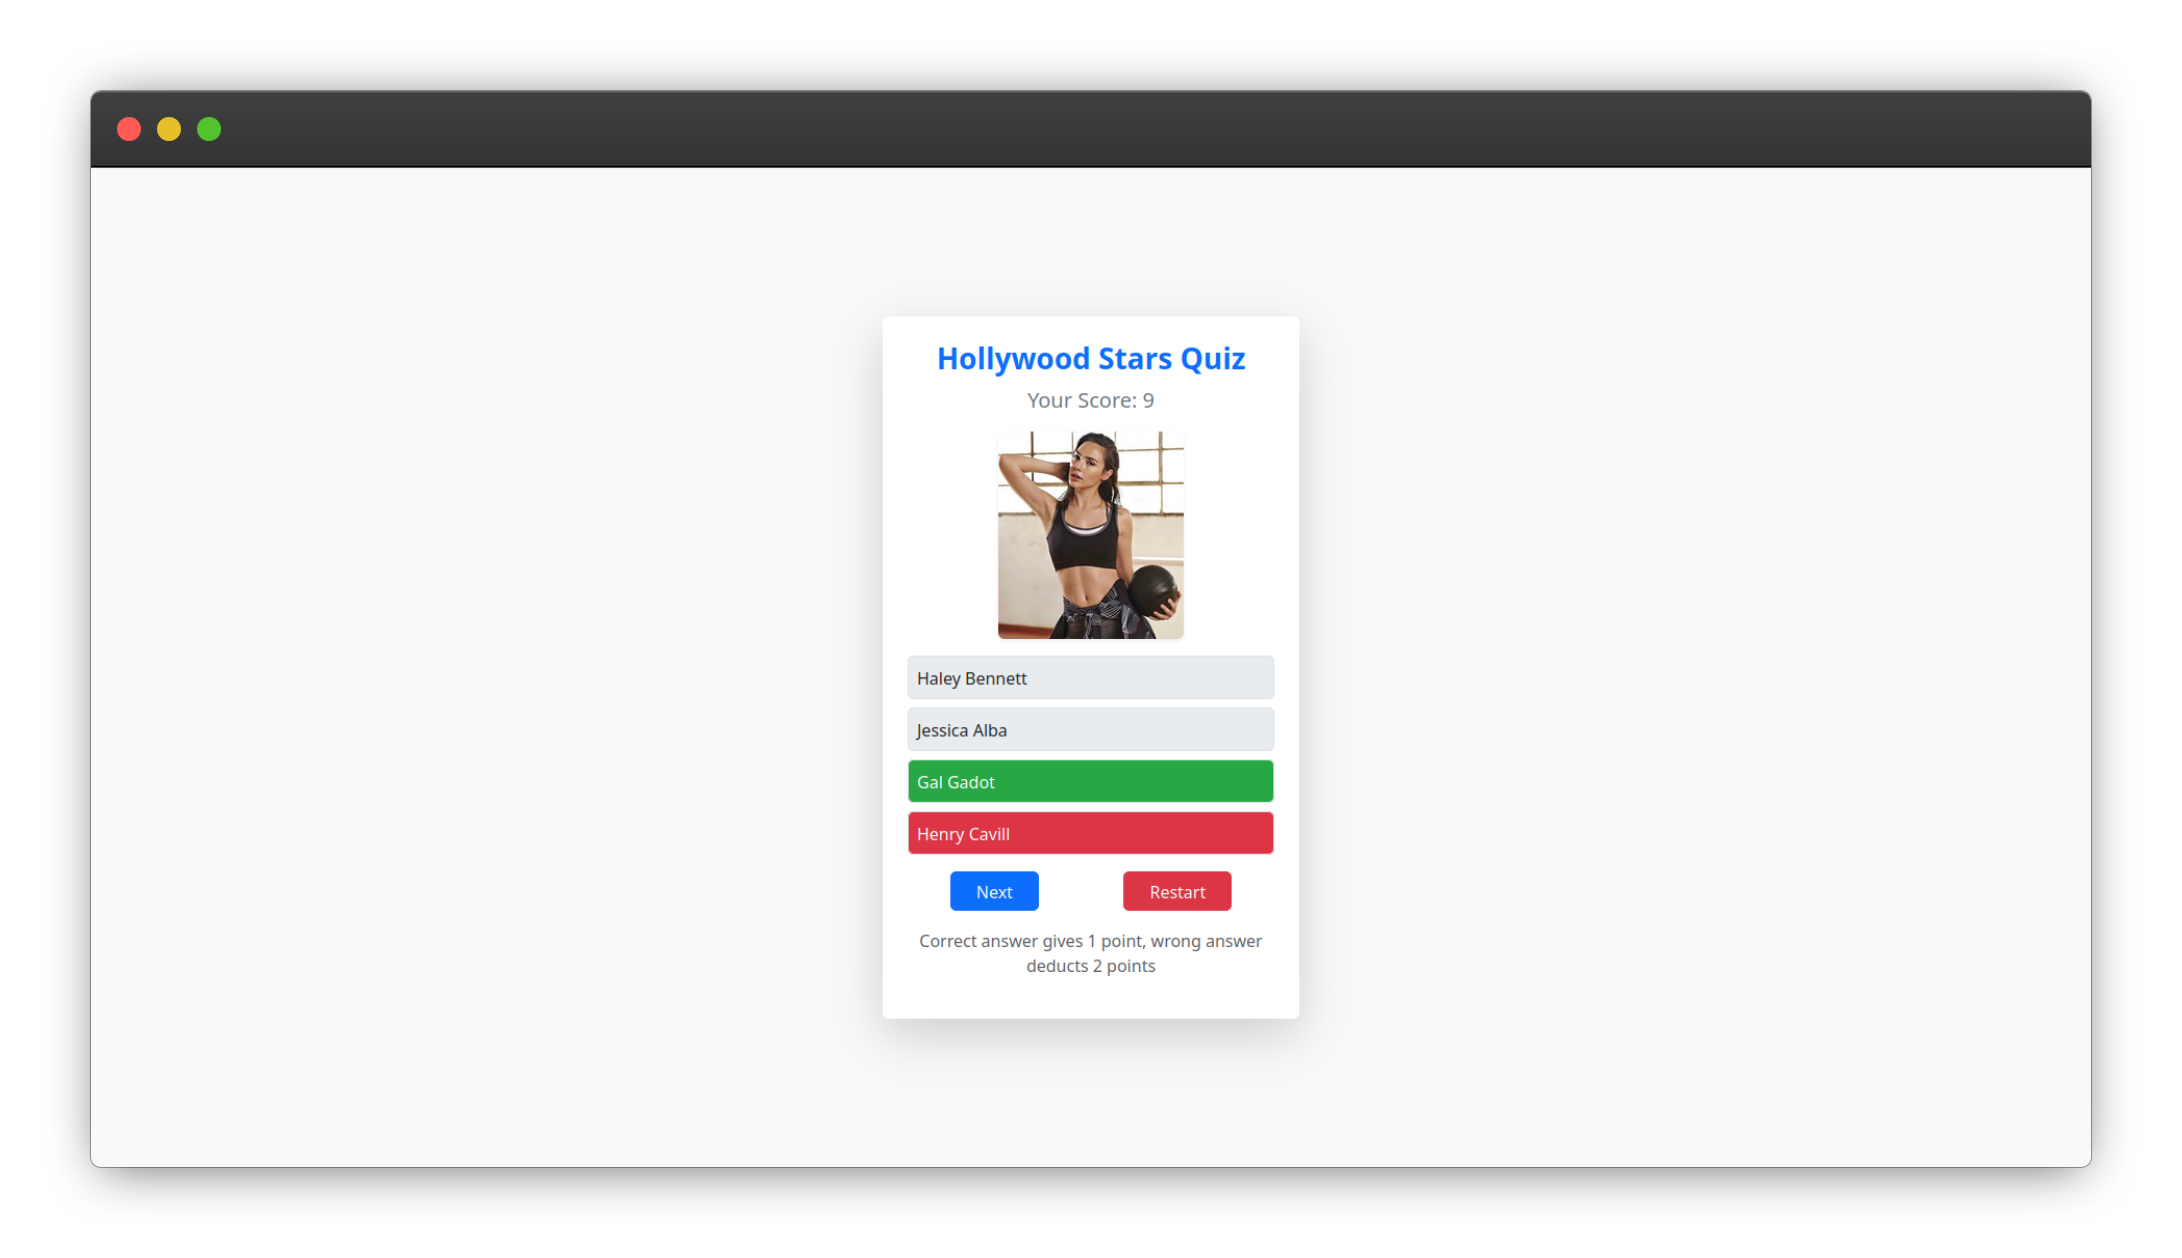 Hollywood Stars Quiz
Your Score: 9
Haley Bennett
Jessica Alba
Gal Gadot
Henry Cavill
Next
Restart
Correct answer gives 1 point, wrong answer
deducts 2 points